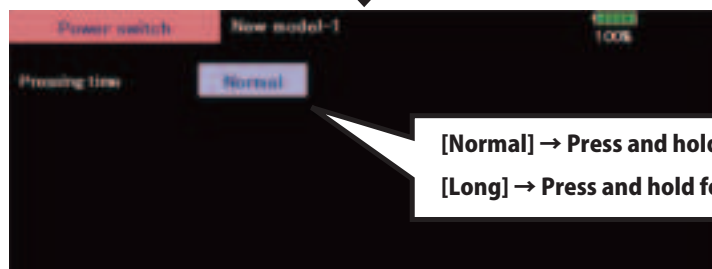 Power switch New model-1
100%
Pressing time Normal
[Normal] → Press and hold
[Long] → Press and hold fo